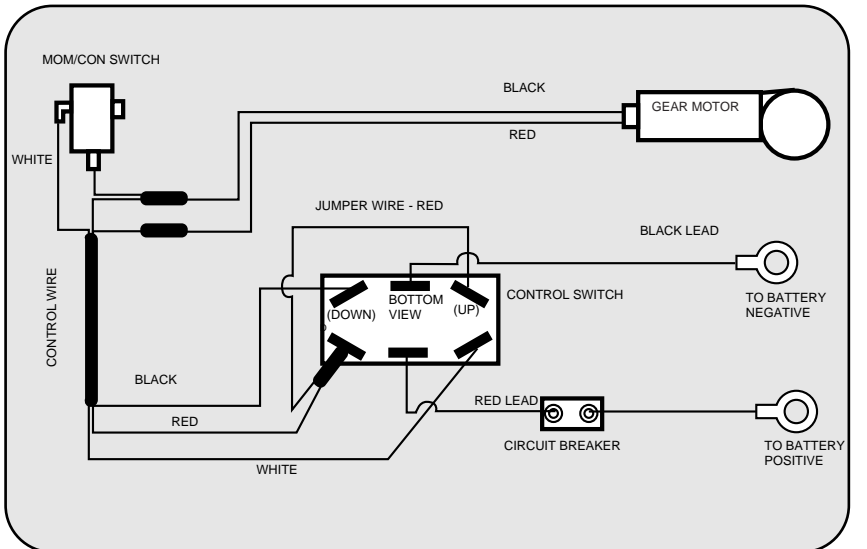 MOM/CON SWITCH
BLACK
GEAR MOTOR
RED
WHITE
JUMPER WIRE - RED
BLACK LEAD
CONTROL WIRE
BOTTOM
VIEW
(DOWN)
(UP)
CONTROL SWITCH
TO BATTERY
NEGATIVE
BLACK
RED LEAD
RED
CIRCUIT BREAKER
TO BATTERY
POSITIVE
WHITE